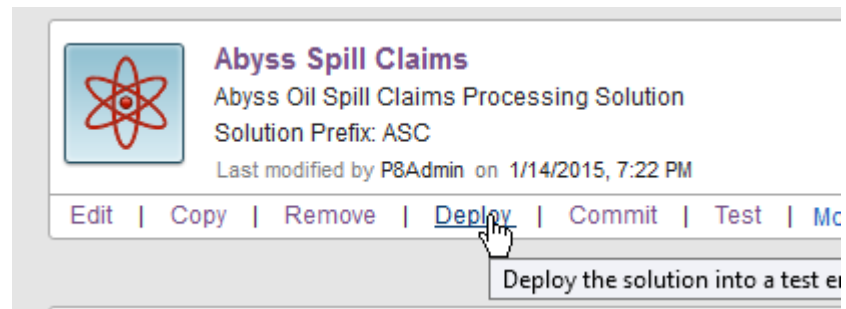 Abyss Spill Claims
Abyss Oil Spill Claims Processing Solution
Solution Prefix: ASC
Last modified by P8Admin on 1/14/2015, 7:22 PM
Edit | Copy | Remove | Deploy | Commit | Test | Mo
Deploy the solution into a test e